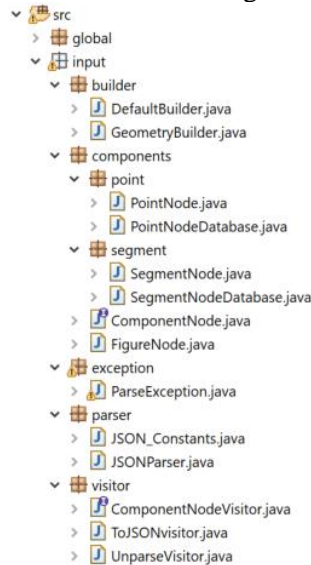 src
global
input
builder
DefaultBuilder.java
GeometryBuilder.java
components
point
PointNode.java
PointNodeDatabase.java
segment
SegmentNode.java
SegmentNodeDatabase.java
ComponentNode.java
FigureNode.java
exception
ParseException.java
parser
JSON_Constants.java
JSONParser.java
visitor
ComponentNodeVisitor.java
ToJSONvisitor.java
UnparseVisitor.java